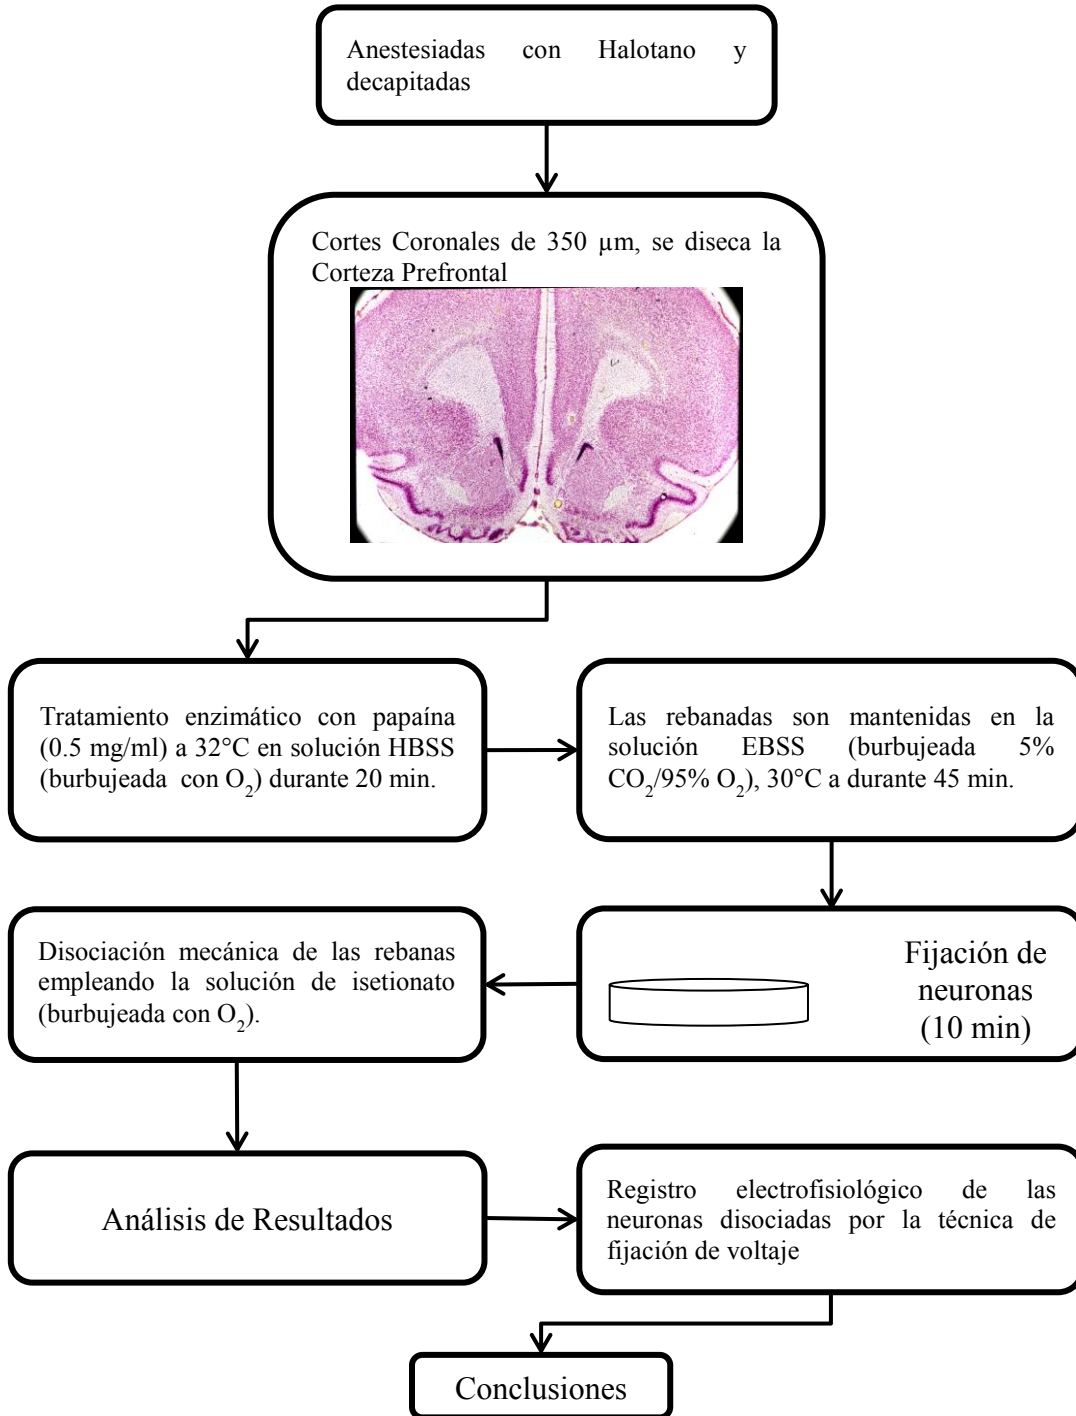 Anestesiadas con Halotano y
decapitadas
Cortes Coronales de 350 µm, se diseca la
Corteza Prefrontal
Tratamiento enzimático con papaína
(0.5 mg/ml) a 32°C en solución HBSS
(burbujeada con O₂) durante 20 min.
Las rebanadas son mantenidas en la
solución EBSS (burbujeada 5%
CO₂/95% O₂), 30°C a durante 45 min.
Disociación mecánica de las rebanas
empleando la solución de isetionato
(burbujeada con O₂).
Fijación de
neuronas
(10 min)
Análisis de Resultados
Registro electrofisiológico de las
neuronas disociadas por la técnica de
fijación de voltaje
Conclusiones